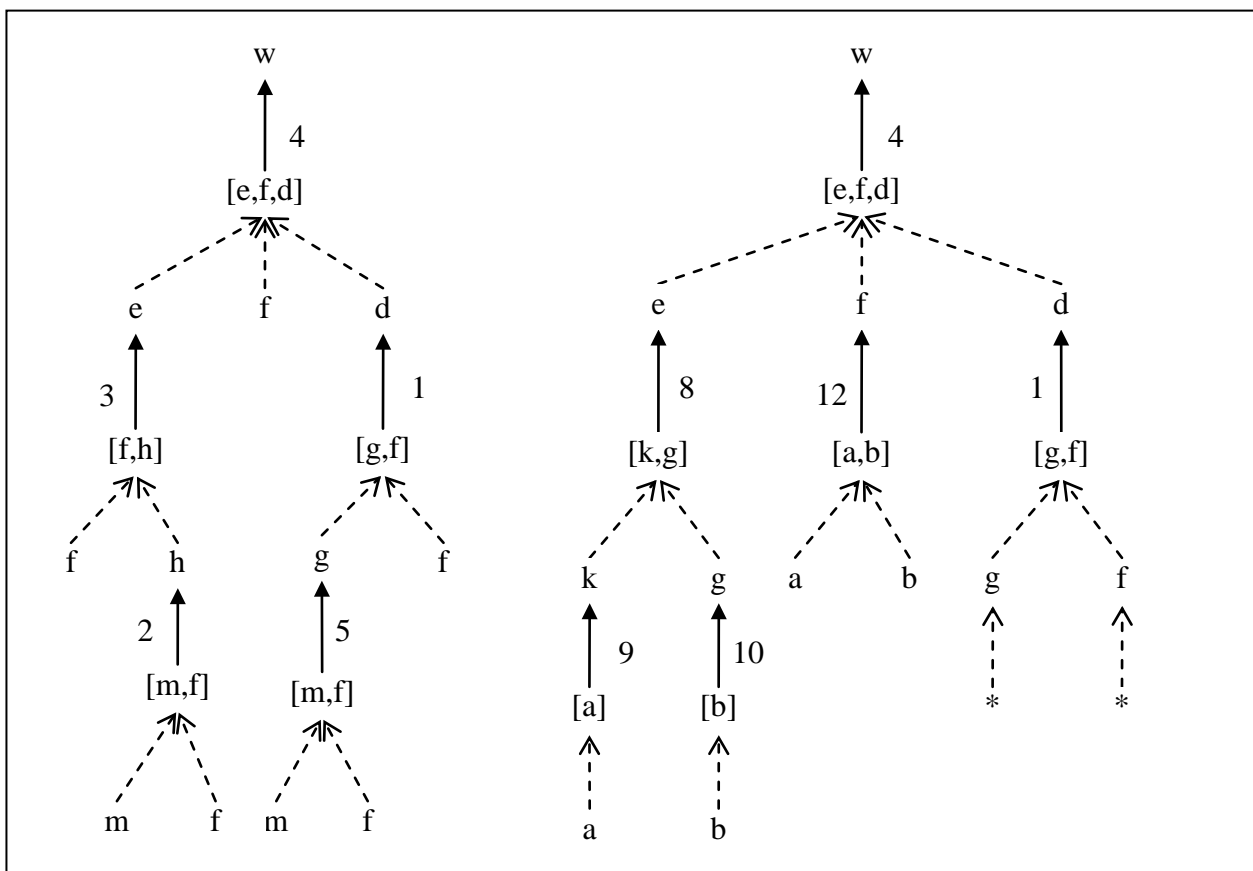 w w
4 4
[e,f,d] [e,f,d]
e f d e f d
3 1 8 12 1
[f,h] [g,f] [k,g] [a,b] [g,f]
f h g f k g a b g f
2 5 9 10
[m,f] [m,f] [a] [b] * *
m f m f a b